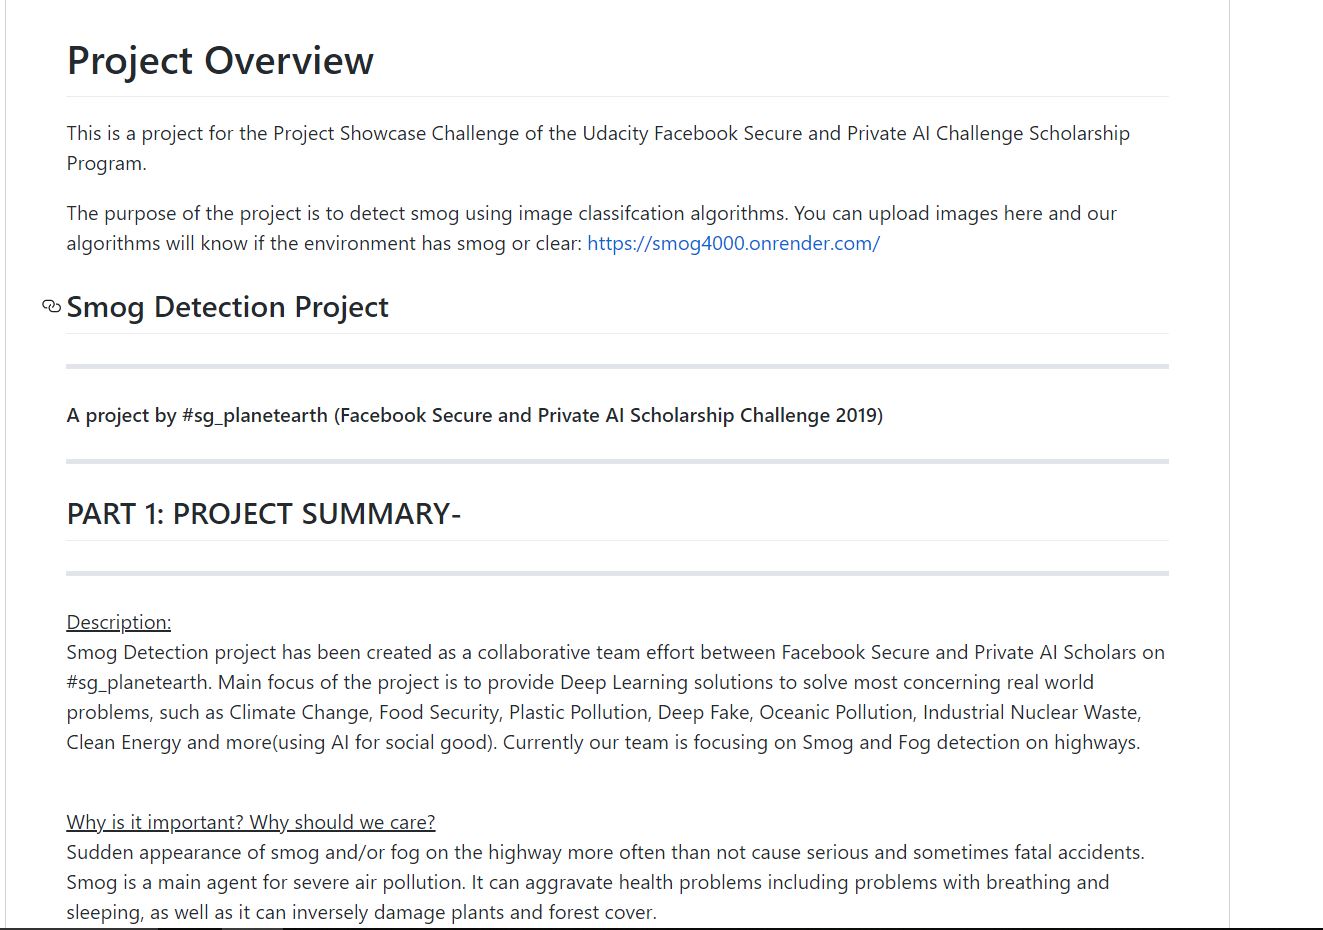 Project Overview
This is a project for the Project Showcase Challenge of the Udacity Facebook Secure and Private AI Challenge Scholarship
Program.
The purpose of the project is to detect smog using image classifcation algorithms. You can upload images here and our
algorithms will know if the environment has smog or clear: https://smog4000.onrender.com/
Smog Detection Project
A project by #sg_planetearth (Facebook Secure and Private AI Scholarship Challenge 2019)
PART 1: PROJECT SUMMARY-
Description:
Smog Detection project has been created as a collaborative team effort between Facebook Secure and Private AI Scholars on
#sg_planetearth. Main focus of the project is to provide Deep Learning solutions to solve most concerning real world
problems, such as Climate Change, Food Security, Plastic Pollution, Deep Fake, Oceanic Pollution, Industrial Nuclear Waste,
Clean Energy and more(using AI for social good). Currently our team is focusing on Smog and Fog detection on highways.
Why is it important? Why should we care?
Sudden appearance of smog and/or fog on the highway more often than not cause serious and sometimes fatal accidents.
Smog is a main agent for severe air pollution. It can aggravate health problems including problems with breathing and
sleeping, as well as it can inversely damage plants and forest cover.